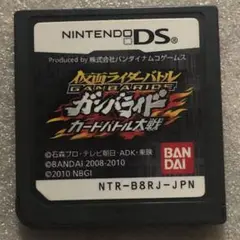 NINTENDO DS
Produced by 株式会社バンダイナムコゲームス
仮面ライダーバトル
GANBARIDE
ガンバライド
カードバトル大戦
©石森プロ・テレビ朝日・ADK・東映
©BANDAI 2008-2010
©2010 NBGI
BAN
DAI
NTR-B8RJ-JPN